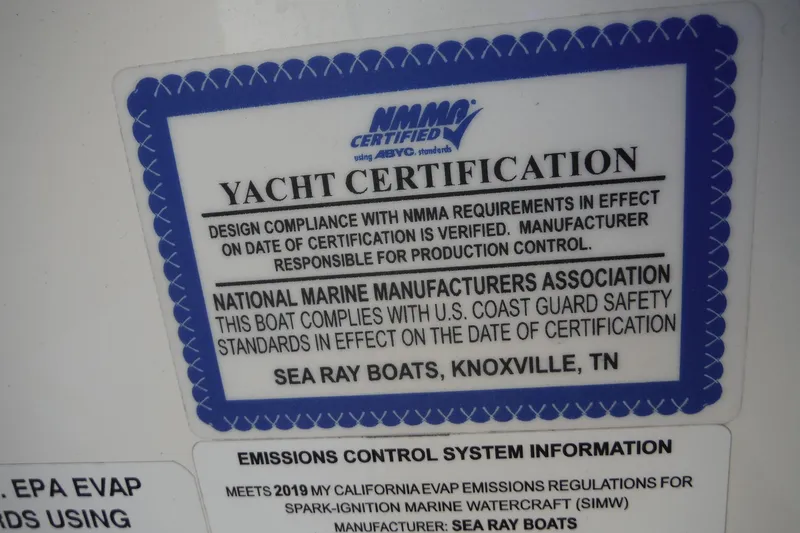 NMMA
CERTIFIED
using ABYC. standards
YACHT CERTIFICATION
DESIGN COMPLIANCE WITH NMMA REQUIREMENTS IN EFFECT
ON DATE OF CERTIFICATION IS VERIFIED. MANUFACTURER
RESPONSIBLE FOR PRODUCTION CONTROL.
NATIONAL MARINE MANUFACTURERS ASSOCIATION
THIS BOAT COMPLIES WITH U.S. COAST GUARD SAFETY
STANDARDS IN EFFECT ON THE DATE OF CERTIFICATION
SEA RAY BOATS, KNOXVILLE, TN
EMISSIONS CONTROL SYSTEM INFORMATION
MEETS 2019 MY CALIFORNIA EVAP EMISSIONS REGULATIONS FOR
SPARK-IGNITION MARINE WATERCRAFT (SIMW)
MANUFACTURER: SEA RAY BOATS
. EPA EVAP
RDS USING